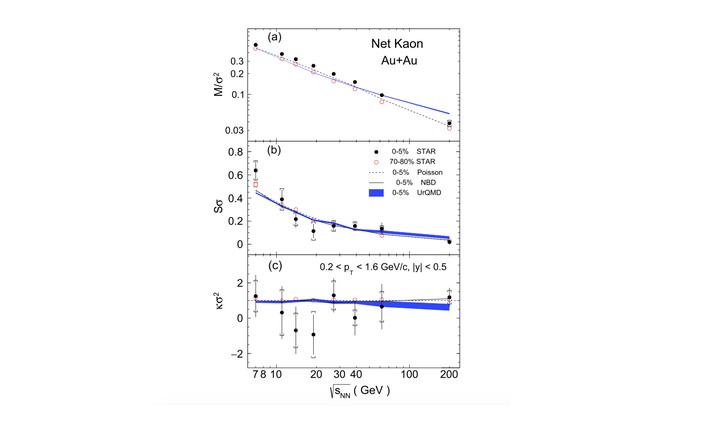 (a)
Net Kaon
Au+Au
0.3
0.2
0.1
0.03
M/σ²
(b)
0.8
0.6
0.4
0.2
0
Sσ
0-5% STAR
70-80% STAR
0-5% Poisson
0-5% NBD
0-5% UrQMD
(c)
0.2 < p_T < 1.6 GeV/c, |y| < 0.5
2
0
−2
κσ²
7 8 10 20 30 40 100 200
√s_NN ( GeV )